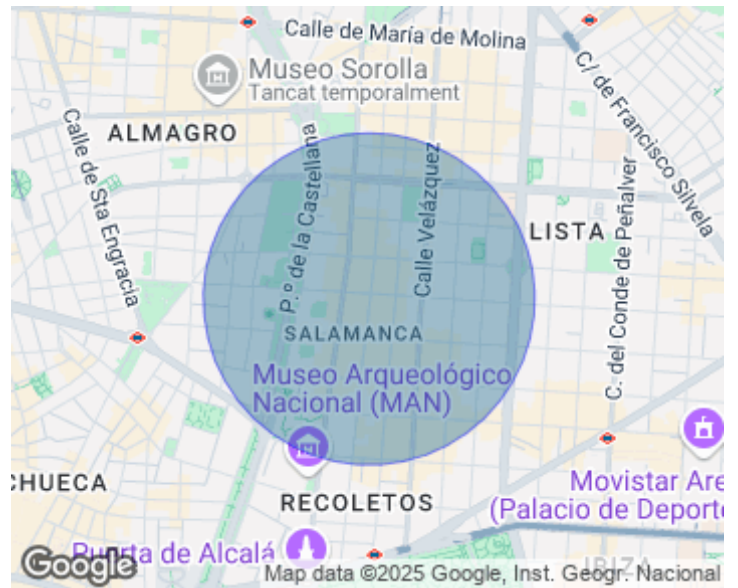 Calle de María de Molina
C/ de Francisco Silvela
Museo Sorolla
Tancat temporalment
ALMAGRO
Calle de Sta Engracia
P.º de la Castellana
Calle Velázquez
LISTA
C. del Conde de Peñalver
SALAMANCA
Museo Arqueológico
Nacional (MAN)
CHUECA
RECOLETOS
Movistar Are
(Palacio de Deporte
Puerta de Alcalá
IBIZA
Google
Map data ©2025 Google, Inst. Geogr. Nacional